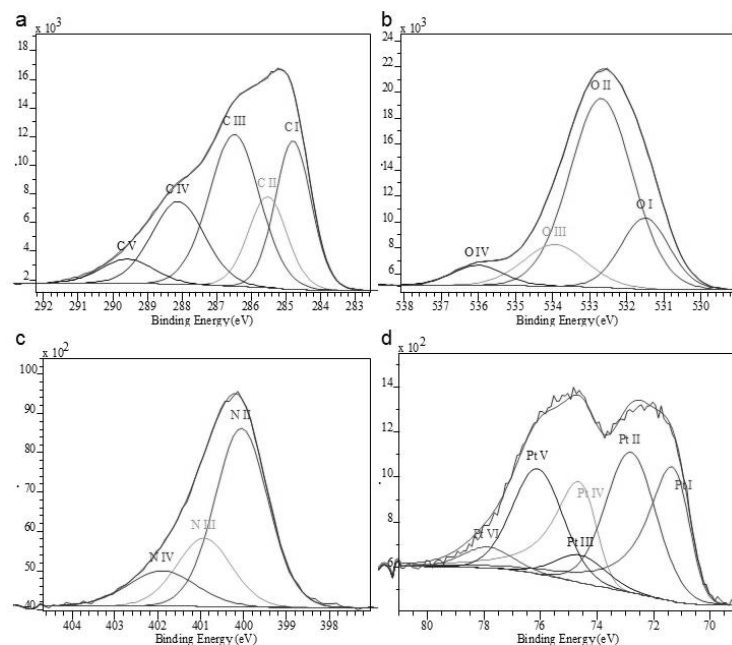 a
x 10³
18
16
14
12
10
8
6
4
2
C V
C IV
C III
C II
C I
292 291 290 289 288 287 286 285 284 283
Binding Energy (eV)
b
x 10³
24
22
20
18
16
14
12
10
8
6
O IV
O III
O II
O I
538 537 536 535 534 533 532 531 530
Binding Energy (eV)
c
x 10²
100
90
80
70
60
50
40
N IV
N III
N II
404 403 402 401 400 399 398
Binding Energy (eV)
d
x 10²
14
12
10
8
6
Pt VI
Pt V
Pt IV
Pt III
Pt II
Pt I
80 78 76 74 72 70
Binding Energy (eV)